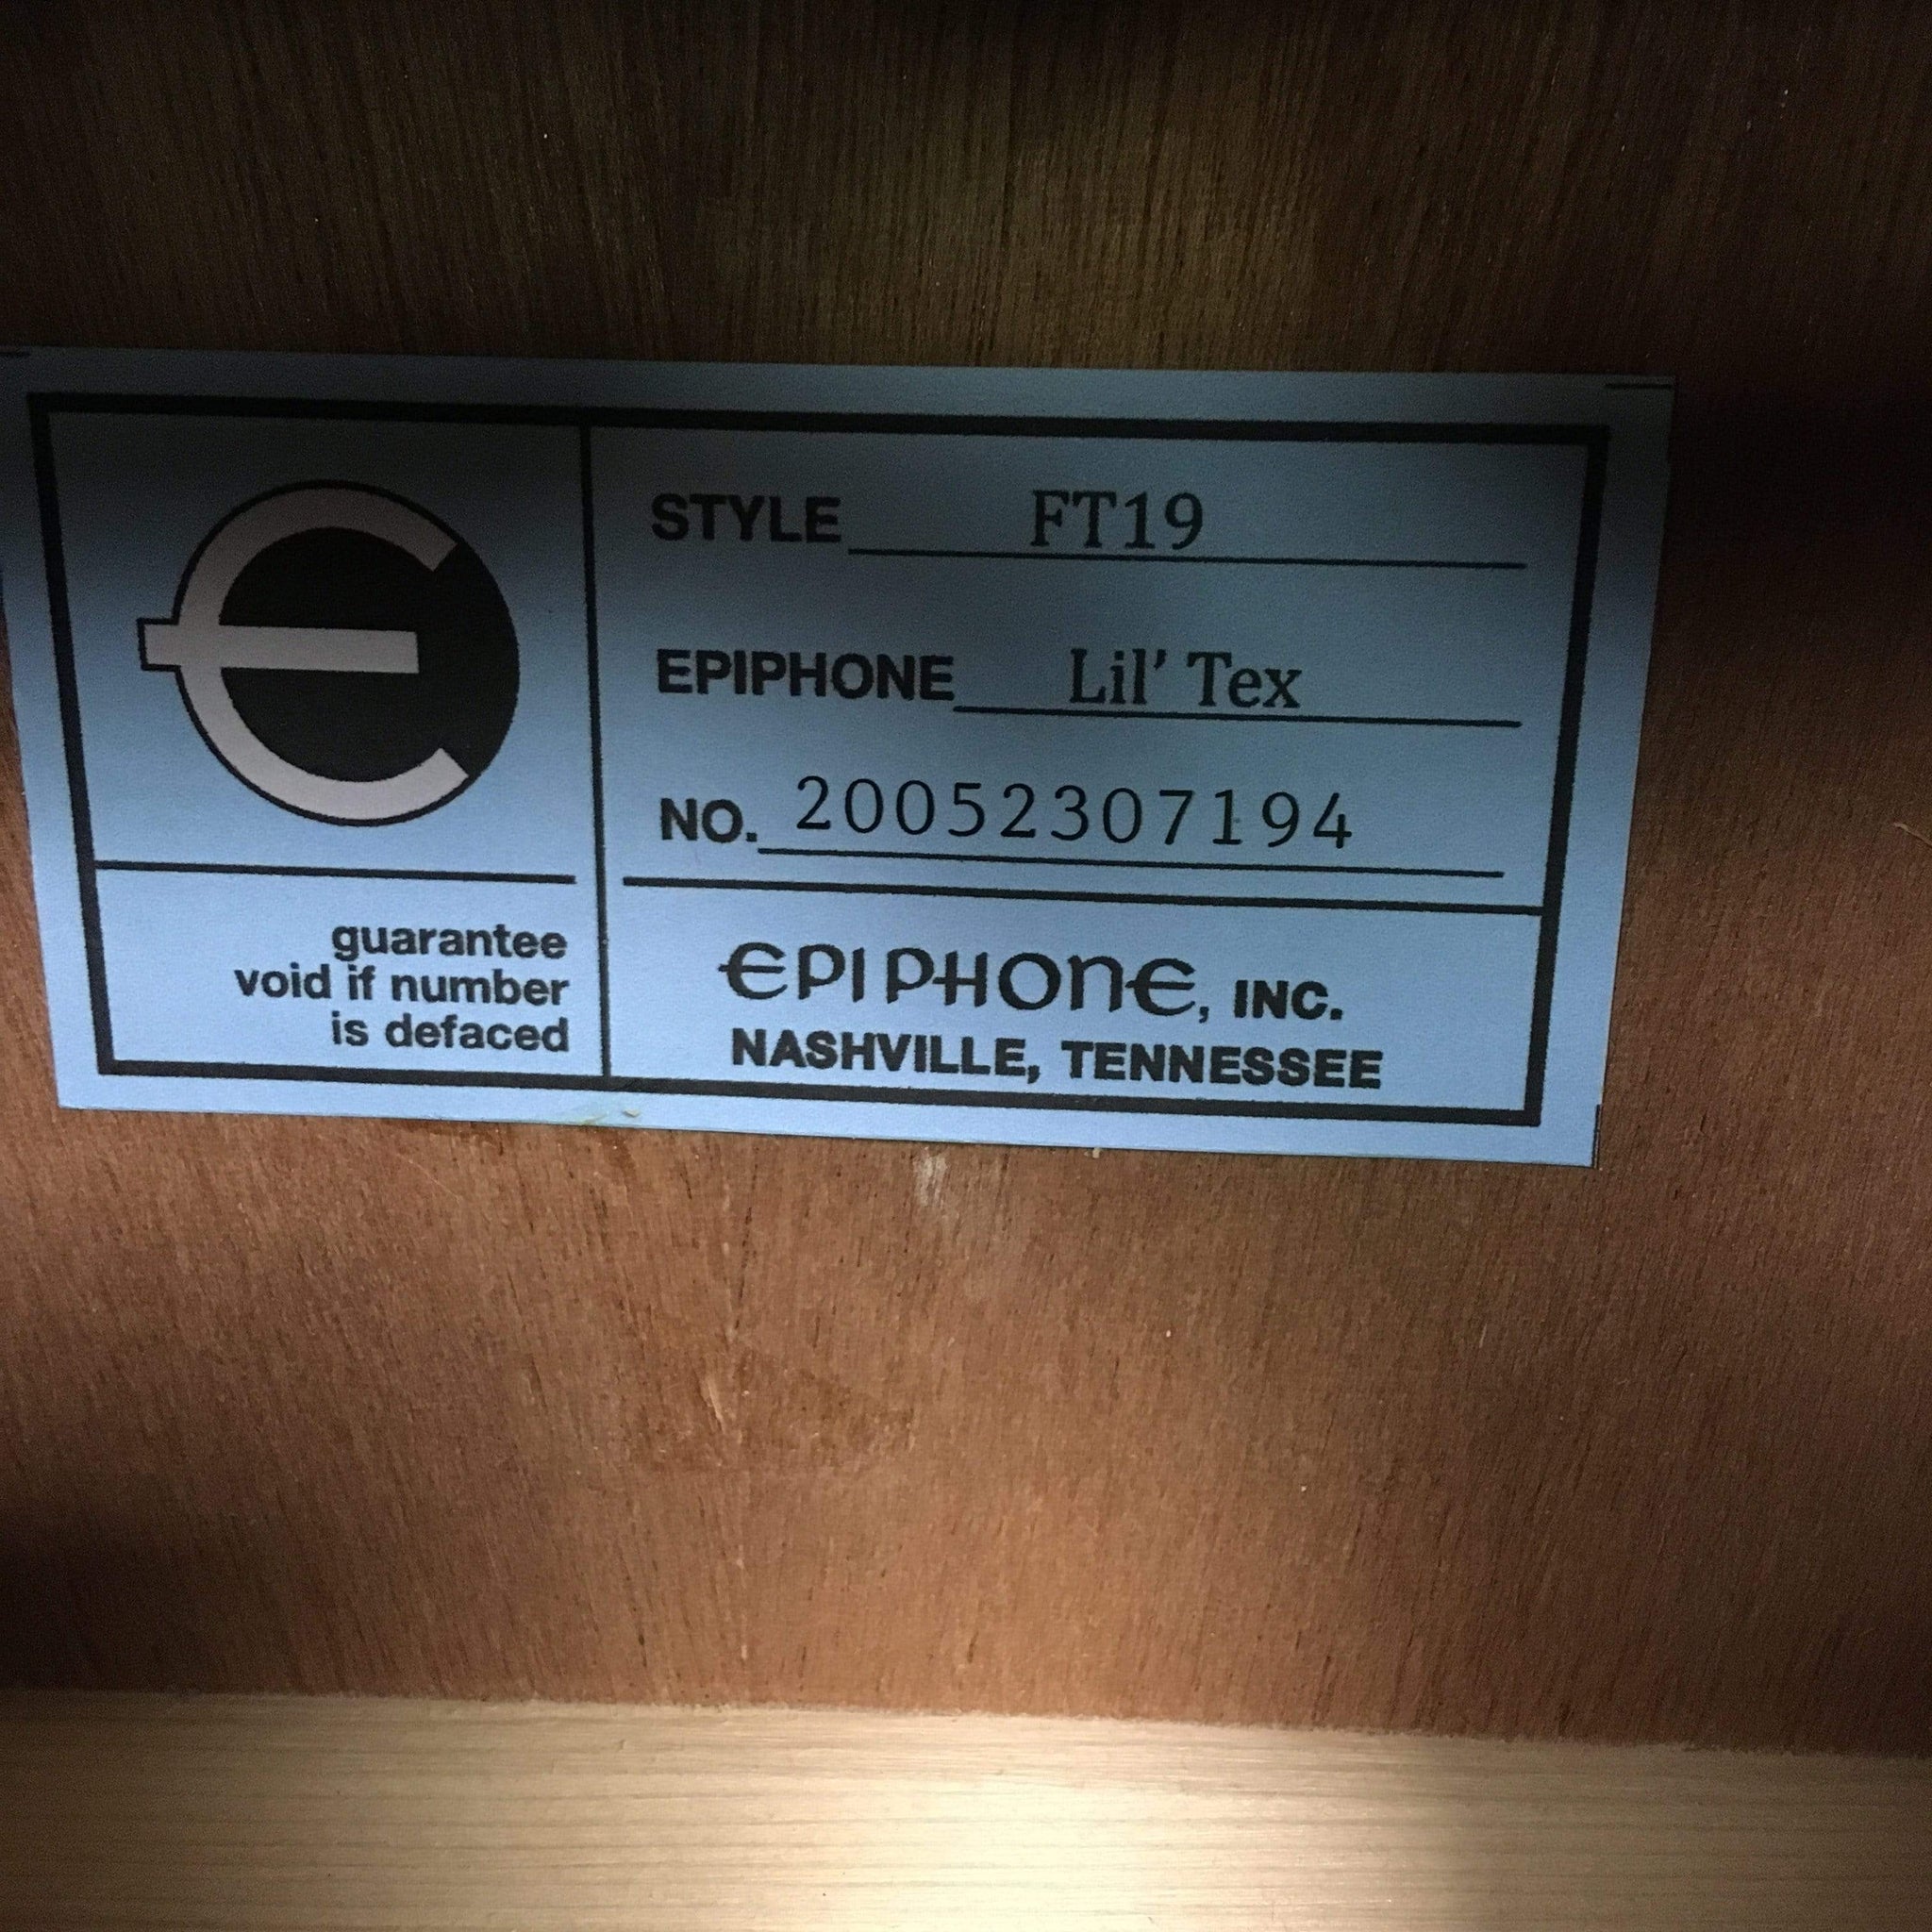 STYLE FT19
EPIPHONE Lil' Tex
NO. 20052307194
guarantee
void if number
is defaced
EPIPHONE, INC.
NASHVILLE, TENNESSEE